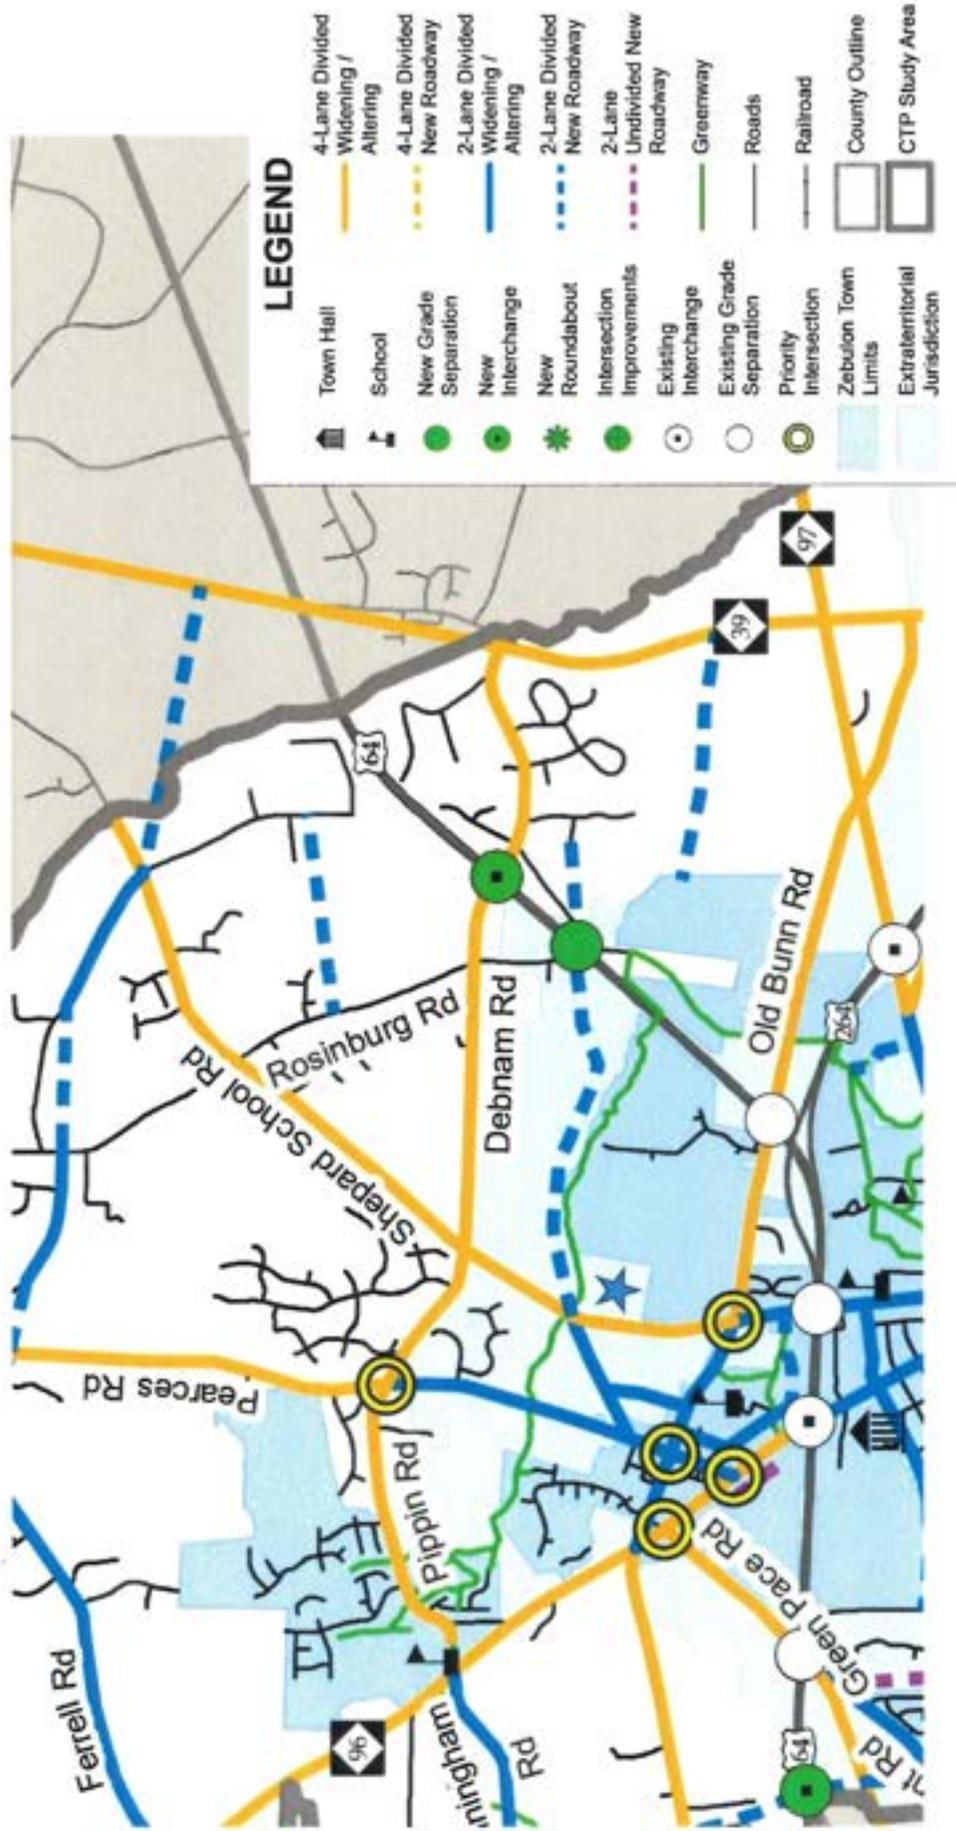 LEGEND
Town Hall
School
New Grade
Separation
New
Interchange
New
Roundabout
Intersection
Improvements
Existing
Interchange
Existing Grade
Separation
Priority
Intersection
Zebulon Town
Limits
Extraterritorial
Jurisdiction
4-Lane Divided
Widening /
Altering
4-Lane Divided
New Roadway
2-Lane Divided
Widening /
Altering
2-Lane Divided
New Roadway
2-Lane
Undivided New
Roadway
Greenway
Roads
Railroad
County Outline
CTP Study Area
Ferrell Rd
Pearces Rd
Shepard School Rd
Rosinburg Rd
Debnam Rd
Pippin Rd
Old Bunn Rd
Green Pace Rd
ningham
Rd
nt Rd
96
64
64
264
39
97